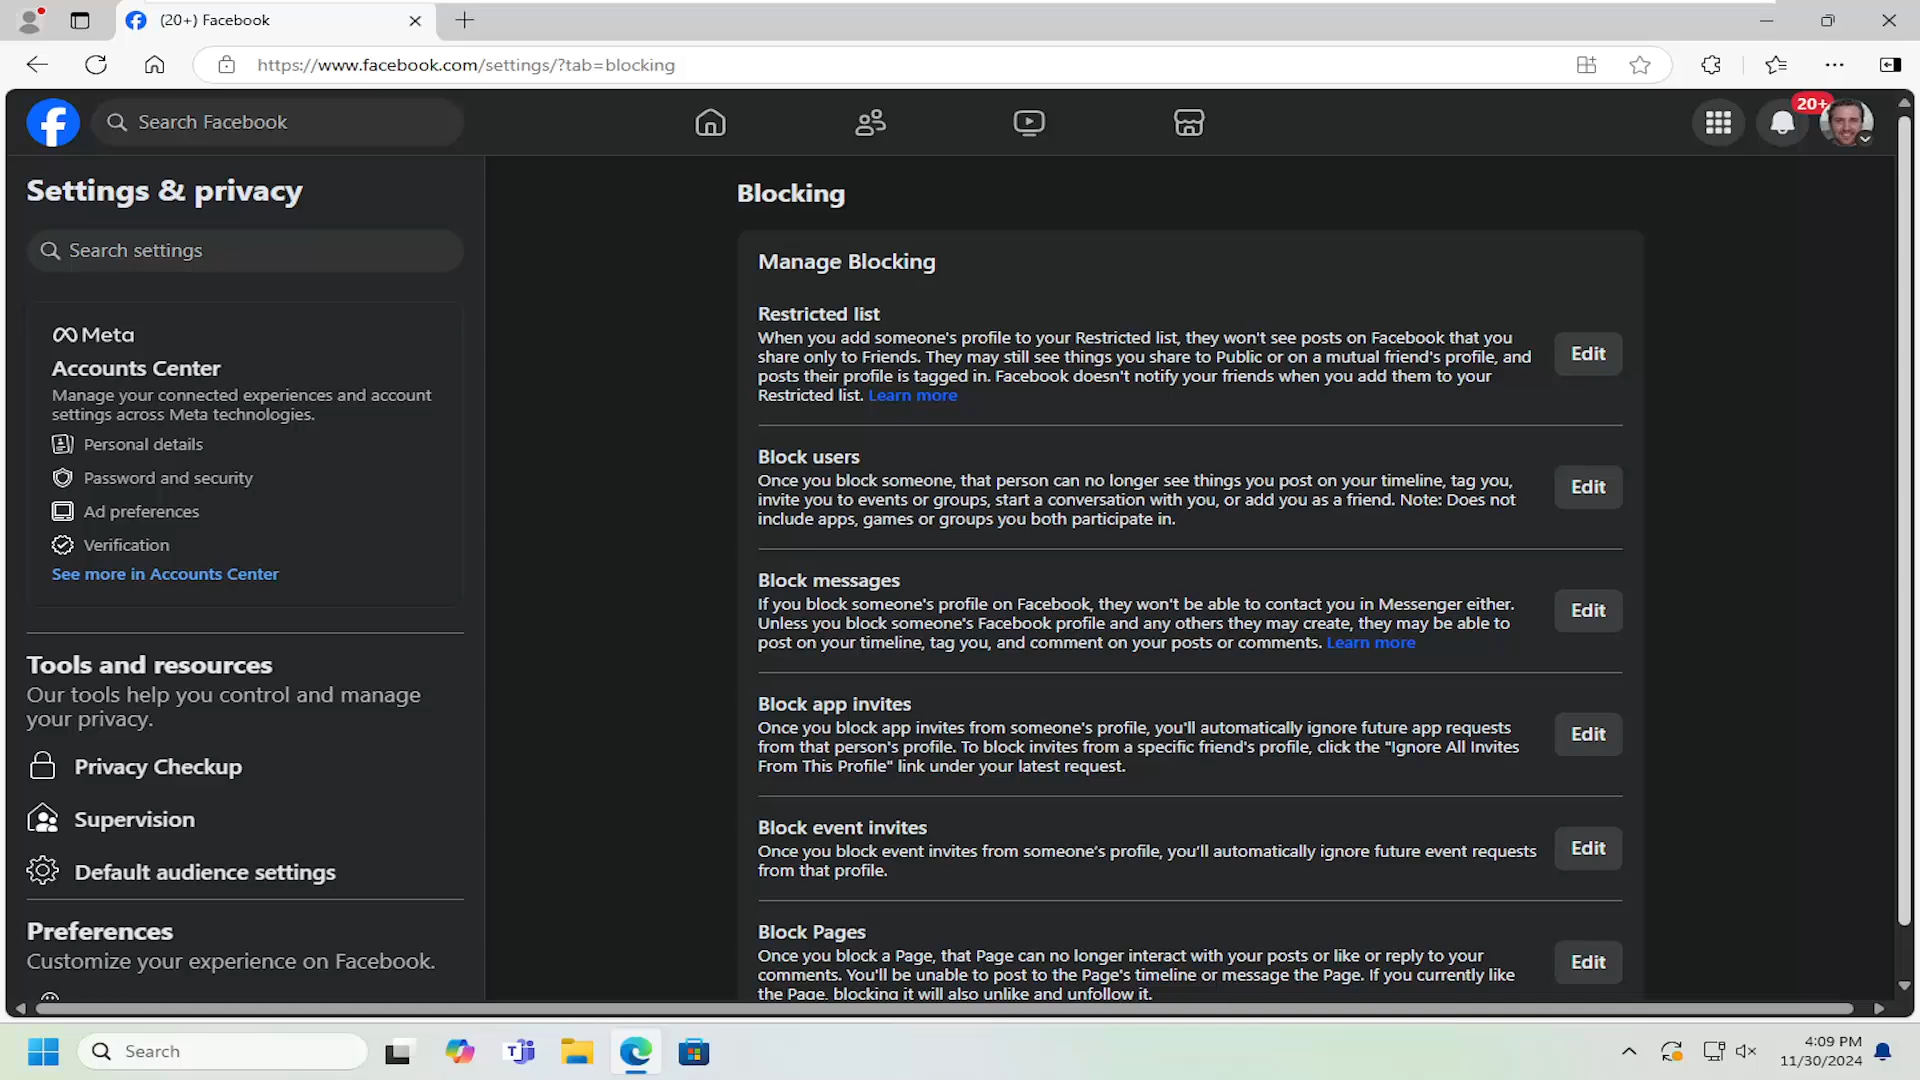 (20+) Facebook
https://www.facebook.com/settings/?tab=blocking
Search Facebook
20+
Settings & privacy
Search settings
Meta
Accounts Center
Manage your connected experiences and account
settings across Meta technologies.
Personal details
Password and security
Ad preferences
Verification
See more in Accounts Center
Tools and resources
Our tools help you control and manage
your privacy.
Privacy Checkup
Supervision
Default audience settings
Preferences
Customize your experience on Facebook.
Blocking
Manage Blocking
Restricted list
When you add someone's profile to your Restricted list, they won't see posts on Facebook that you
share only to Friends. They may still see things you share to Public or on a mutual friend's profile, and
posts their profile is tagged in. Facebook doesn't notify your friends when you add them to your
Restricted list. Learn more
Edit
Block users
Once you block someone, that person can no longer see things you post on your timeline, tag you,
invite you to events or groups, start a conversation with you, or add you as a friend. Note: Does not
include apps, games or groups you both participate in.
Edit
Block messages
If you block someone's profile on Facebook, they won't be able to contact you in Messenger either.
Unless you block someone's Facebook profile and any others they may create, they may be able to
post on your timeline, tag you, and comment on your posts or comments. Learn more
Edit
Block app invites
Once you block app invites from someone's profile, you'll automatically ignore future app requests
from that person's profile. To block invites from a specific friend's profile, click the "Ignore All Invites
From This Profile" link under your latest request.
Edit
Block event invites
Once you block event invites from someone's profile, you'll automatically ignore future event requests
from that profile.
Edit
Block Pages
Once you block a Page, that Page can no longer interact with your posts or like or reply to your
comments. You'll be unable to post to the Page's timeline or message the Page. If you currently like
the Page, blocking it will also unlike and unfollow it.
Edit
Search
4:09 PM
11/30/2024